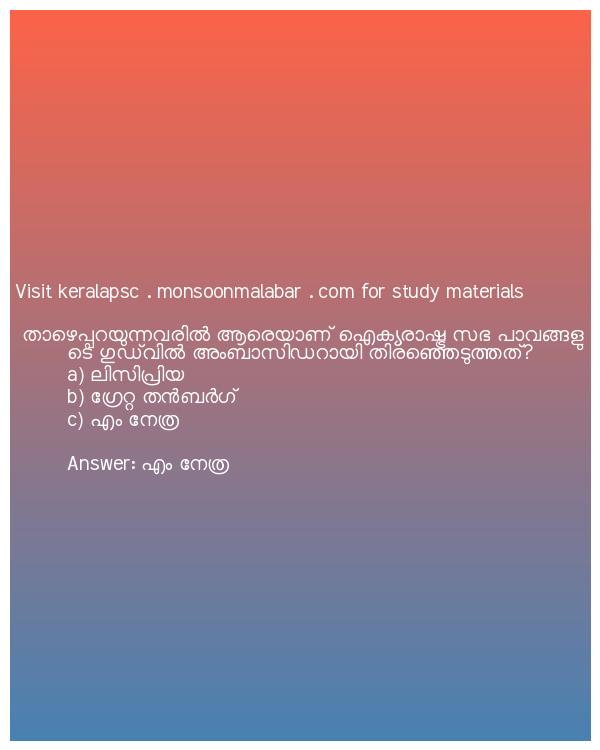 Visit keralapsc . monsoonmalabar . com for study materials
താഴെപ്പറയുന്നവരിൽ ആരെയാണ് ഐക്യരാഷ്ട്ര സഭ പാവങ്ങളു
ടെ ഗുഡ്‌വിൽ അംബാസിഡറായി തിരഞ്ഞെടുത്തത്?
a) ലിസിപ്രിയ
b) ഗ്രേറ്റ തൻബർഗ്
c) എം നേത്ര
Answer: എം നേത്ര